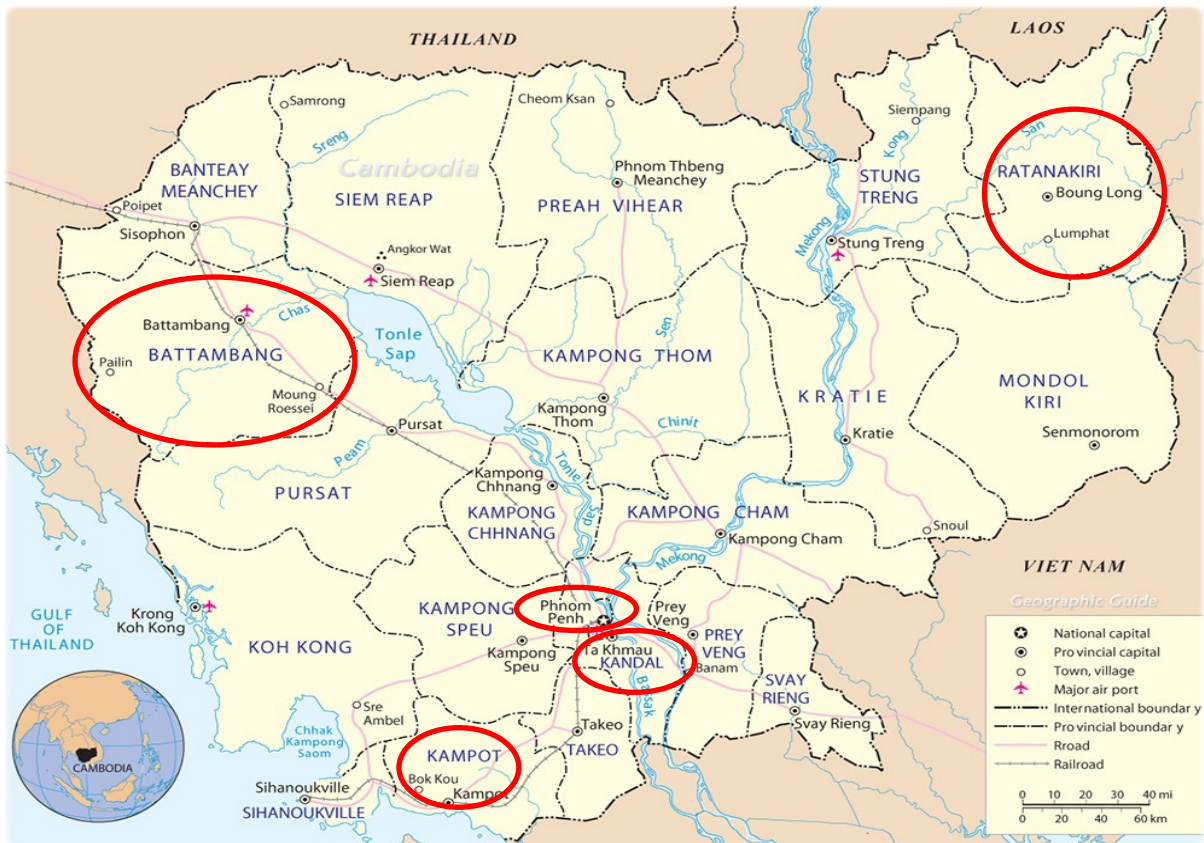 THAILAND
LAOS
Samrong
Cheom Ksan
Siempang
Sreng
Kong
San
Cambodia
BANTEAY
MEANCHEY
SIEM REAP
Phnom Thbeng
Meanchey
PREAH VIHEAR
STUNG
TRENG
RATANAKIRI
Boung Long
Poipet
Sisophon
Mekong
Stung Treng
Lumphat
Angkor Wat
Siem Reap
Chas
Battambang
BATTAMBANG
Pailin
Moung
Roessei
Tonle
Sap
Sen
KAMPONG THOM
Kampong
Thom
Chinit
KRATIE
Kratie
MONDOL
KIRI
Senmonorom
Pursat
Peam
PURSAT
Kampong
Chhnang
KAMPONG
CHHNANG
Tonle
Sap
KAMPONG CHAM
Kampong Cham
Mekong
Snoul
VIET NAM
GULF
OF
THAILAND
Krong
Koh Kong
KOH KONG
KAMPONG
SPEU
Kampong
Speu
Phnom
Penh
Ta Khmau
KANDAL
Prey
Veng
PREY
VENG
Banam
Bassak
SVAY
RIENG
Svay Rieng
Sre
Ambel
Chhak
Kampong
Saom
Takeo
TAKEO
KAMPOT
Bok Kou
Kampot
Sihanoukville
SIHANOUKVILLE
CAMBODIA
Geographic Guide
National capital
Provincial capital
Town, village
Major air port
International boundar y
Provincial boundar y
Rroad
Railroad
0 10 20 30 40 mi
0 20 40 60 km